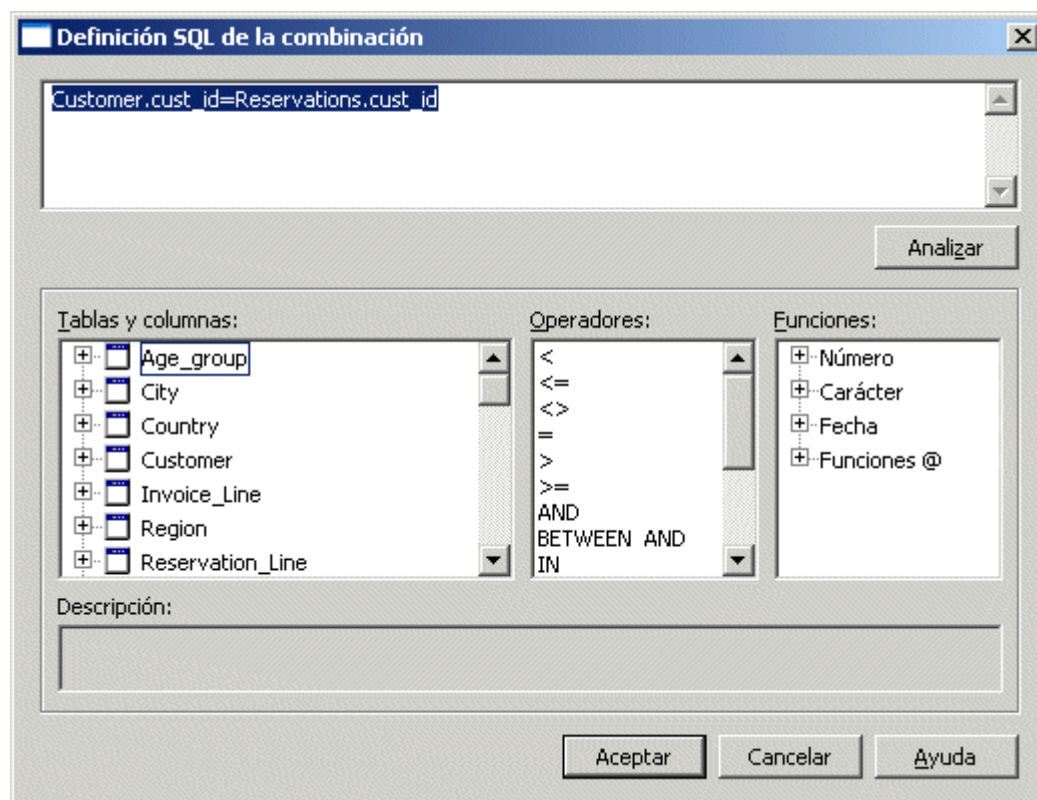 Definición SQL de la combinación
Customer.cust_id=Reservations.cust_id
Analizar
Tablas y columnas:
Age_group
City
Country
Customer
Invoice_Line
Region
Reservation_Line
Operadores:
<
<=
<>
=
>
>=
AND
BETWEEN AND
IN
Funciones:
Número
Carácter
Fecha
Funciones @
Descripción:
Aceptar
Cancelar
Ayuda